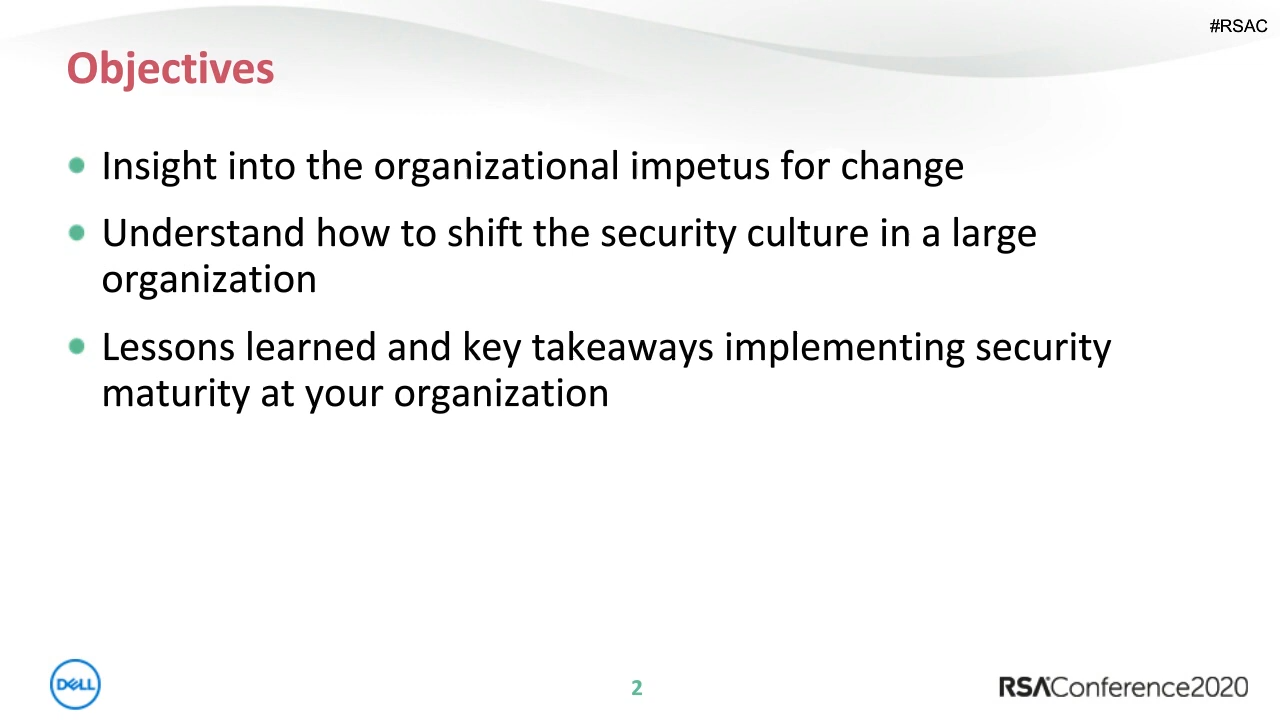 #RSAC
Objectives
Insight into the organizational impetus for change
Understand how to shift the security culture in a large
organization
Lessons learned and key takeaways implementing security
maturity at your organization
DELL
2
RSAConference2020